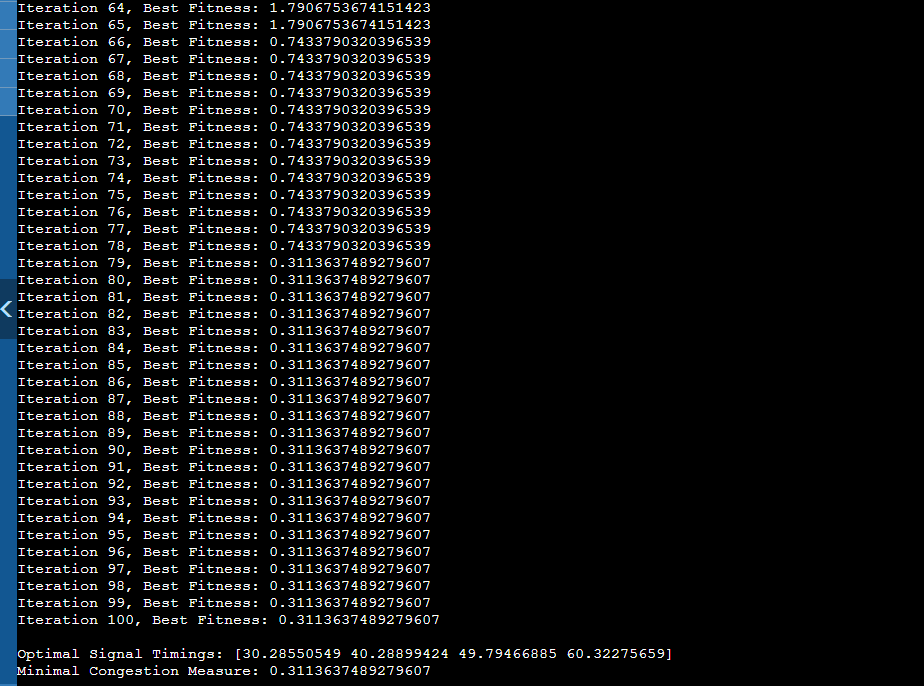 Iteration 64, Best Fitness: 1.7906753674151423
Iteration 65, Best Fitness: 1.7906753674151423
Iteration 66, Best Fitness: 0.7433790320396539
Iteration 67, Best Fitness: 0.7433790320396539
Iteration 68, Best Fitness: 0.7433790320396539
Iteration 69, Best Fitness: 0.7433790320396539
Iteration 70, Best Fitness: 0.7433790320396539
Iteration 71, Best Fitness: 0.7433790320396539
Iteration 72, Best Fitness: 0.7433790320396539
Iteration 73, Best Fitness: 0.7433790320396539
Iteration 74, Best Fitness: 0.7433790320396539
Iteration 75, Best Fitness: 0.7433790320396539
Iteration 76, Best Fitness: 0.7433790320396539
Iteration 77, Best Fitness: 0.7433790320396539
Iteration 78, Best Fitness: 0.7433790320396539
Iteration 79, Best Fitness: 0.3113637489279607
Iteration 80, Best Fitness: 0.3113637489279607
Iteration 81, Best Fitness: 0.3113637489279607
Iteration 82, Best Fitness: 0.3113637489279607
Iteration 83, Best Fitness: 0.3113637489279607
Iteration 84, Best Fitness: 0.3113637489279607
Iteration 85, Best Fitness: 0.3113637489279607
Iteration 86, Best Fitness: 0.3113637489279607
Iteration 87, Best Fitness: 0.3113637489279607
Iteration 88, Best Fitness: 0.3113637489279607
Iteration 89, Best Fitness: 0.3113637489279607
Iteration 90, Best Fitness: 0.3113637489279607
Iteration 91, Best Fitness: 0.3113637489279607
Iteration 92, Best Fitness: 0.3113637489279607
Iteration 93, Best Fitness: 0.3113637489279607
Iteration 94, Best Fitness: 0.3113637489279607
Iteration 95, Best Fitness: 0.3113637489279607
Iteration 96, Best Fitness: 0.3113637489279607
Iteration 97, Best Fitness: 0.3113637489279607
Iteration 98, Best Fitness: 0.3113637489279607
Iteration 99, Best Fitness: 0.3113637489279607
Iteration 100, Best Fitness: 0.3113637489279607
Optimal Signal Timings: [30.28550549 40.28899424 49.79466885 60.32275659]
Minimal Congestion Measure: 0.3113637489279607